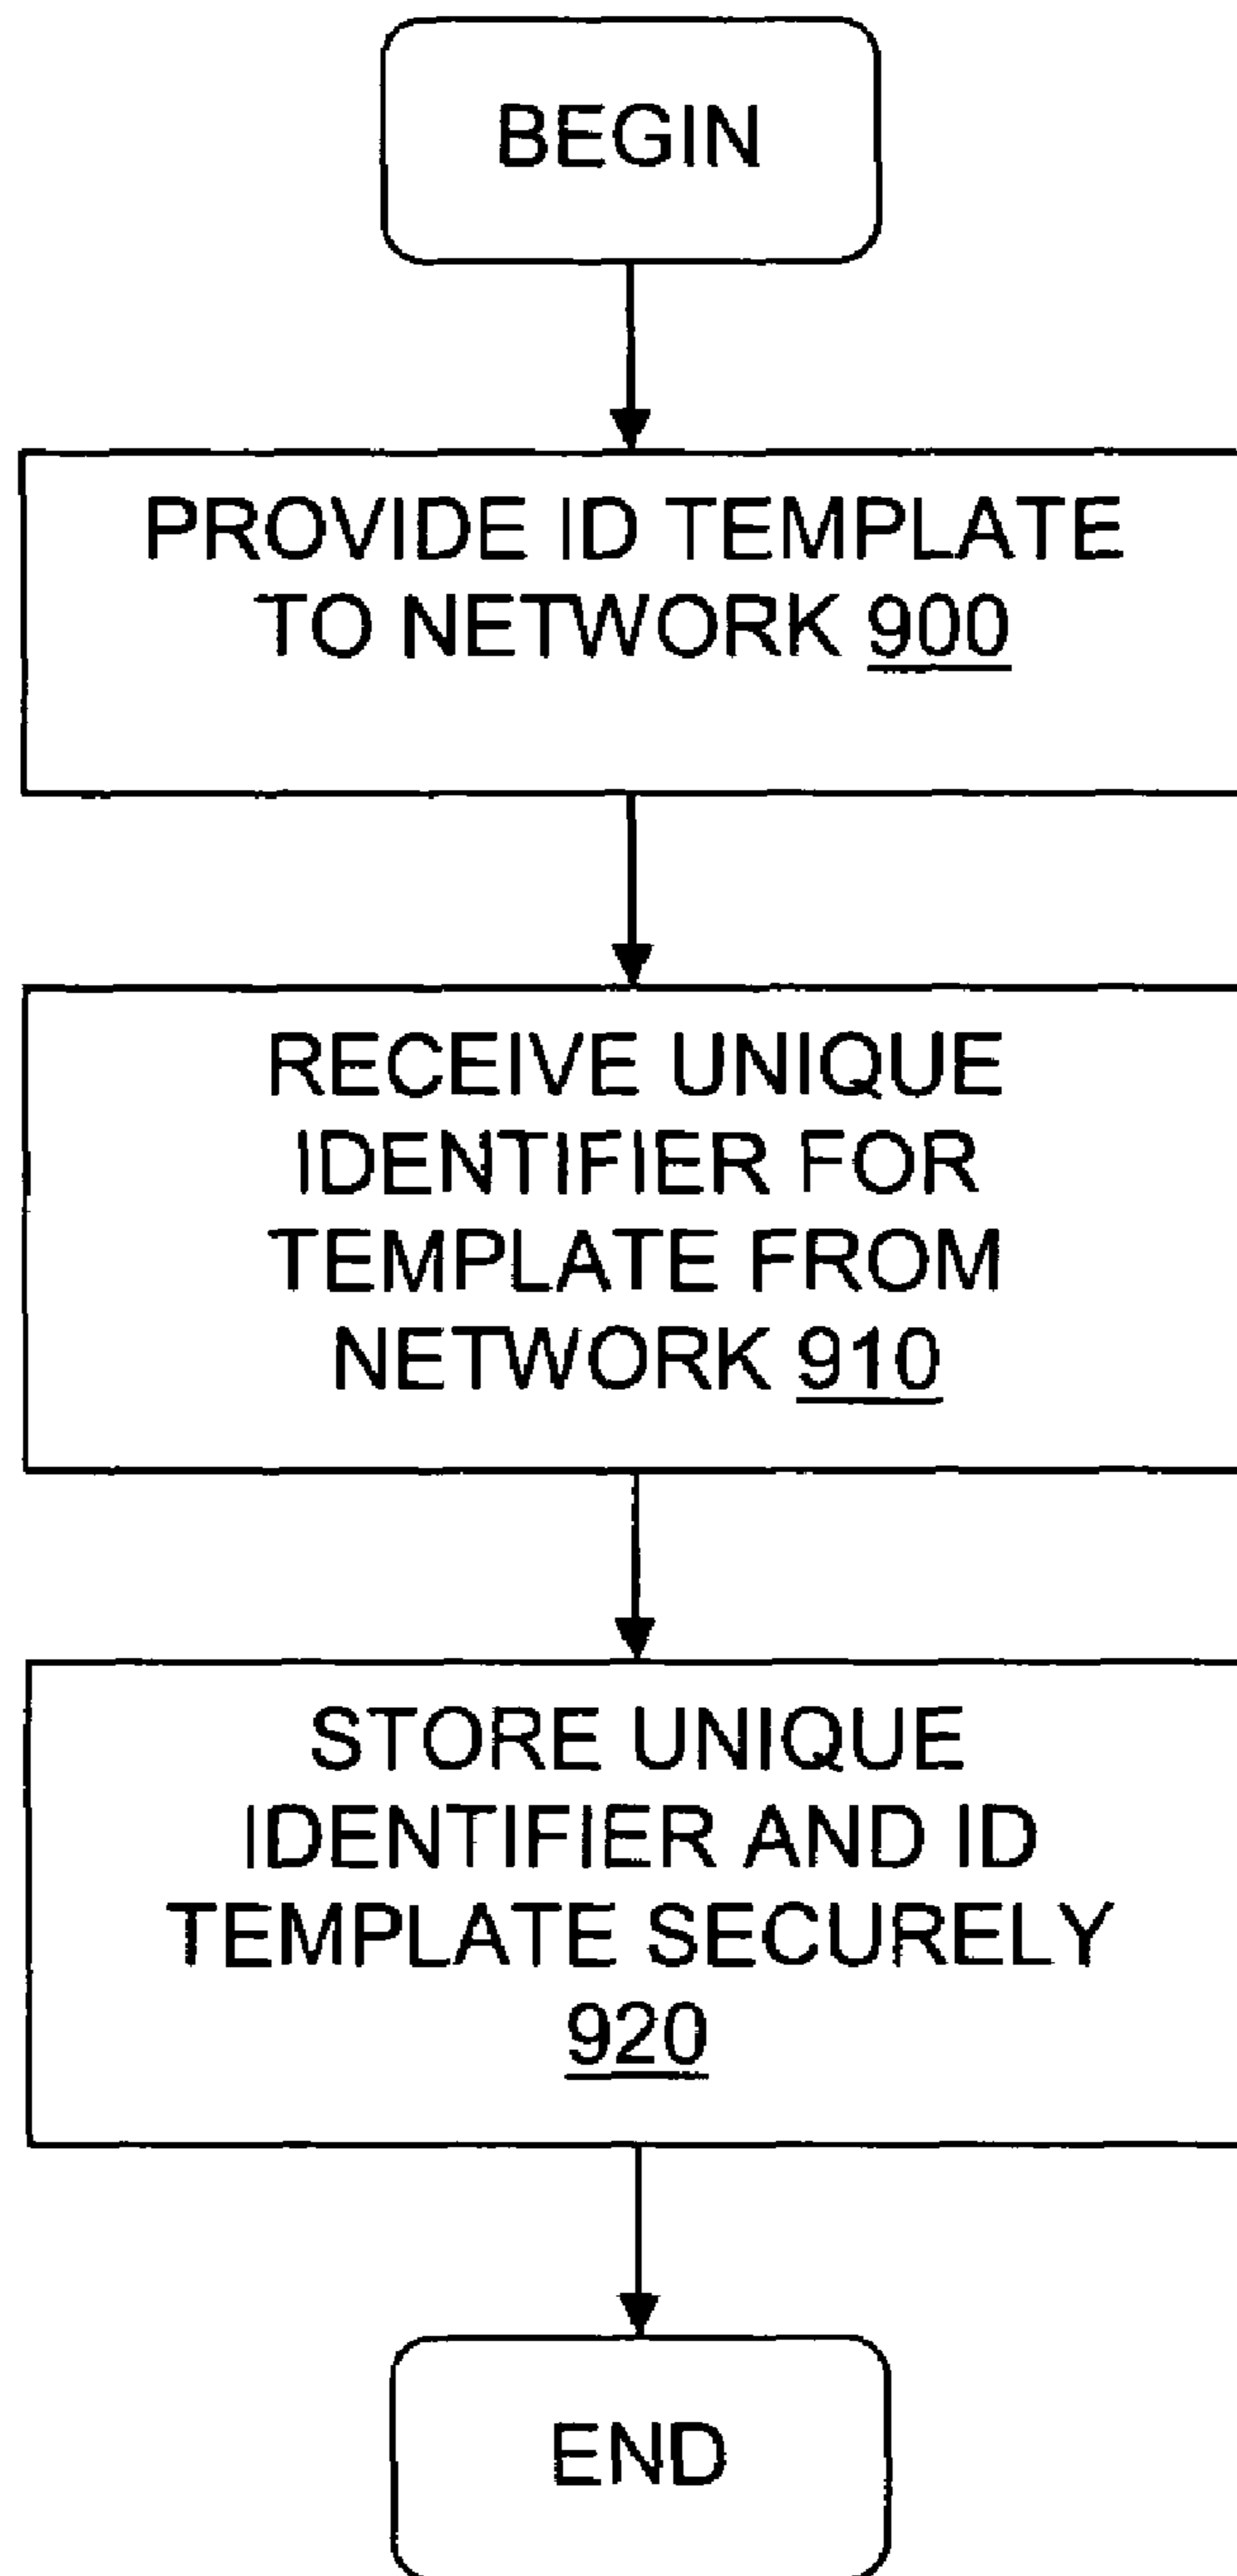 BEGIN
PROVIDE ID TEMPLATE
TO NETWORK 900
RECEIVE UNIQUE
IDENTIFIER FOR
TEMPLATE FROM
NETWORK 910
STORE UNIQUE
IDENTIFIER AND ID
TEMPLATE SECURELY
920
END